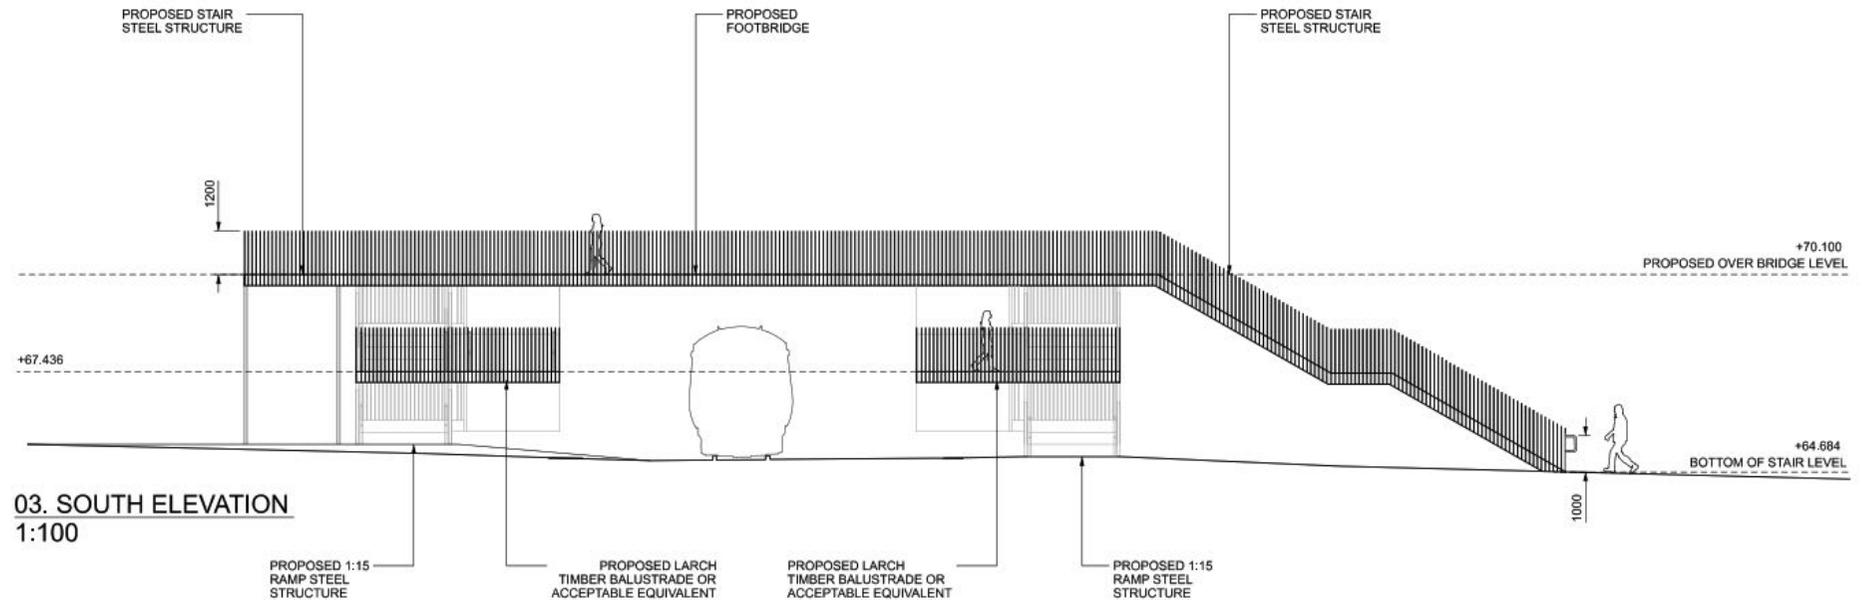 PROPOSED STAIR
STEEL STRUCTURE
PROPOSED
FOOTBRIDGE
PROPOSED STAIR
STEEL STRUCTURE
1200
+70.100
PROPOSED OVER BRIDGE LEVEL
+67.436
+64.684
BOTTOM OF STAIR LEVEL
1000
03. SOUTH ELEVATION
1:100
PROPOSED 1:15
RAMP STEEL
STRUCTURE
PROPOSED LARCH
TIMBER BALUSTRADE OR
ACCEPTABLE EQUIVALENT
PROPOSED LARCH
TIMBER BALUSTRADE OR
ACCEPTABLE EQUIVALENT
PROPOSED 1:15
RAMP STEEL
STRUCTURE